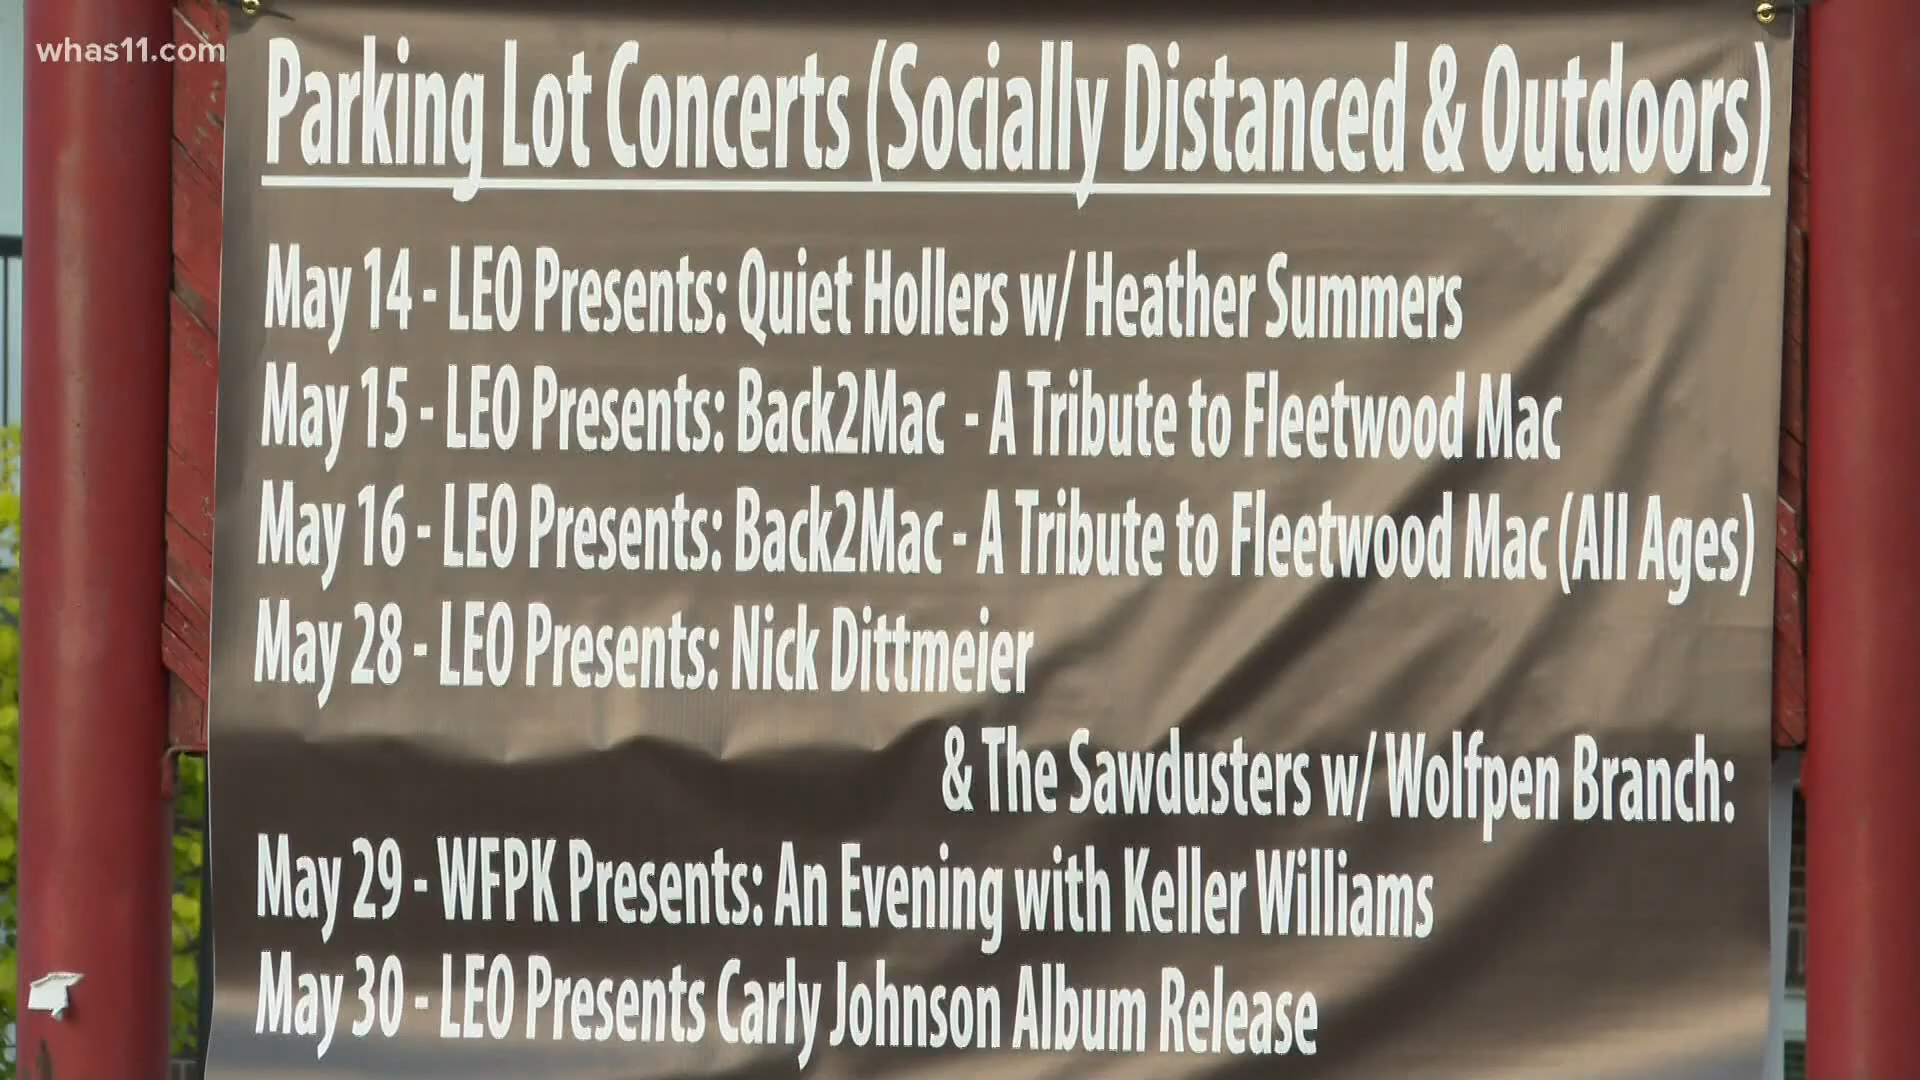 whas11.com
Parking Lot Concerts (Socially Distanced & Outdoors)
May 14 - LEO Presents: Quiet Hollers w/ Heather Summers
May 15 - LEO Presents: Back2Mac - A Tribute to Fleetwood Mac
May 16 - LEO Presents: Back2Mac - A Tribute to Fleetwood Mac (All Ages)
May 28 - LEO Presents: Nick Dittmeier
& The Sawdusters w/ Wolfpen Branch:
May 29 - WFPK Presents: An Evening with Keller Williams
May 30 - LEO Presents Carly Johnson Album Release